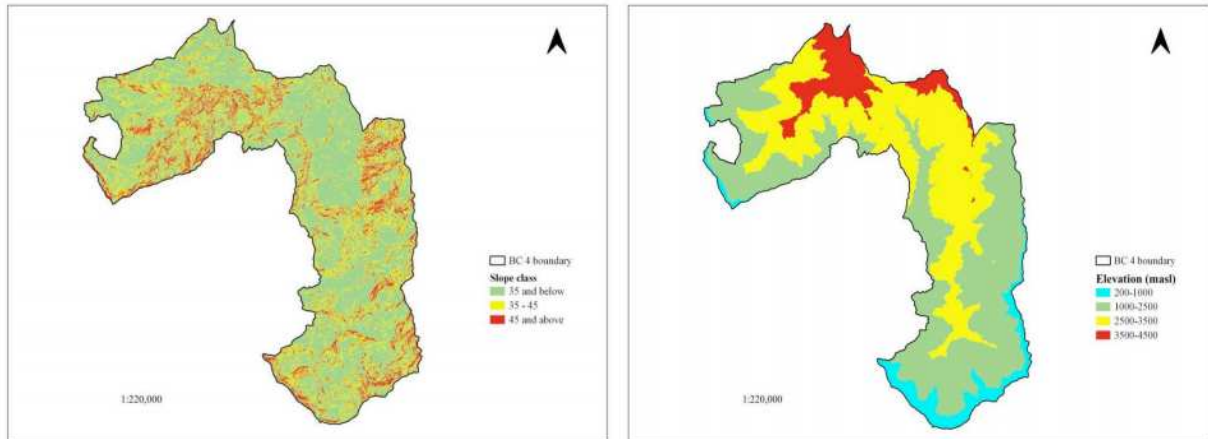 BC 4 boundary
Slope class
35 and below
35 - 45
45 and above
1:220,000
BC 4 boundary
Elevation (masl)
200-1000
1000-2500
2500-3500
3500-4500
1:220,000